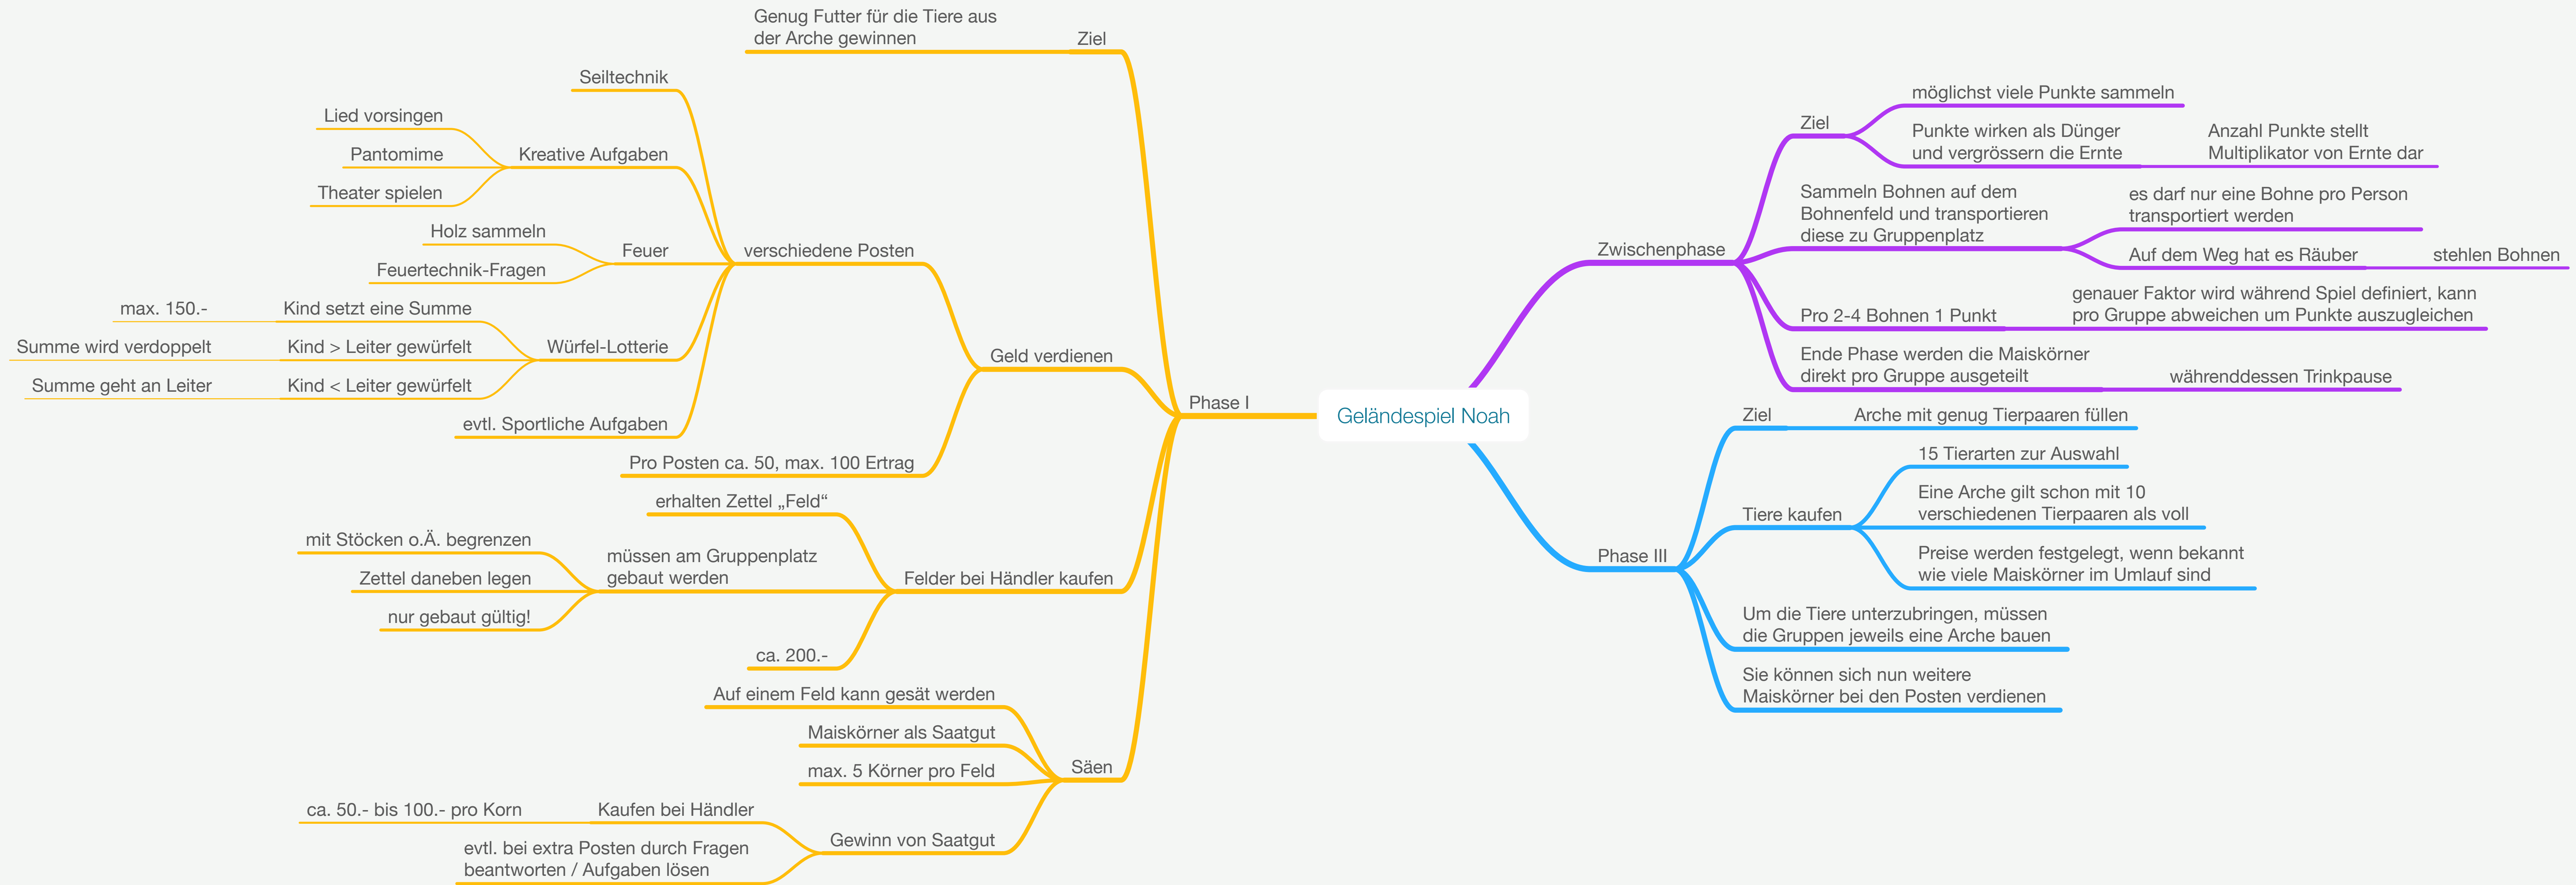 Geländespiel Noah
Phase I
Ziel
Genug Futter für die Tiere aus
der Arche gewinnen
Geld verdienen
verschiedene Posten
Seiltechnik
Kreative Aufgaben
Lied vorsingen
Pantomime
Theater spielen
Feuer
Holz sammeln
Feuertechnik-Fragen
Würfel-Lotterie
Kind setzt eine Summe
max. 150.-
Kind > Leiter gewürfelt
Summe wird verdoppelt
Kind < Leiter gewürfelt
Summe geht an Leiter
evtl. Sportliche Aufgaben
Pro Posten ca. 50, max. 100 Ertrag
Felder bei Händler kaufen
erhalten Zettel „Feld“
müssen am Gruppenplatz
gebaut werden
mit Stöcken o.Ä. begrenzen
Zettel daneben legen
nur gebaut gültig!
ca. 200.-
Säen
Auf einem Feld kann gesät werden
Maiskörner als Saatgut
max. 5 Körner pro Feld
Gewinn von Saatgut
Kaufen bei Händler
ca. 50.- bis 100.- pro Korn
evtl. bei extra Posten durch Fragen
beantworten / Aufgaben lösen
Zwischenphase
Ziel
möglichst viele Punkte sammeln
Punkte wirken als Dünger
und vergrössern die Ernte
Anzahl Punkte stellt
Multiplikator von Ernte dar
Sammeln Bohnen auf dem
Bohnenfeld und transportieren
diese zu Gruppenplatz
es darf nur eine Bohne pro Person
transportiert werden
Auf dem Weg hat es Räuber
stehlen Bohnen
Pro 2-4 Bohnen 1 Punkt
genauer Faktor wird während Spiel definiert, kann
pro Gruppe abweichen um Punkte auszugleichen
Ende Phase werden die Maiskörner
direkt pro Gruppe ausgeteilt
währenddessen Trinkpause
Phase III
Ziel
Arche mit genug Tierpaaren füllen
Tiere kaufen
15 Tierarten zur Auswahl
Eine Arche gilt schon mit 10
verschiedenen Tierpaaren als voll
Preise werden festgelegt, wenn bekannt
wie viele Maiskörner im Umlauf sind
Um die Tiere unterzubringen, müssen
die Gruppen jeweils eine Arche bauen
Sie können sich nun weitere
Maiskörner bei den Posten verdienen